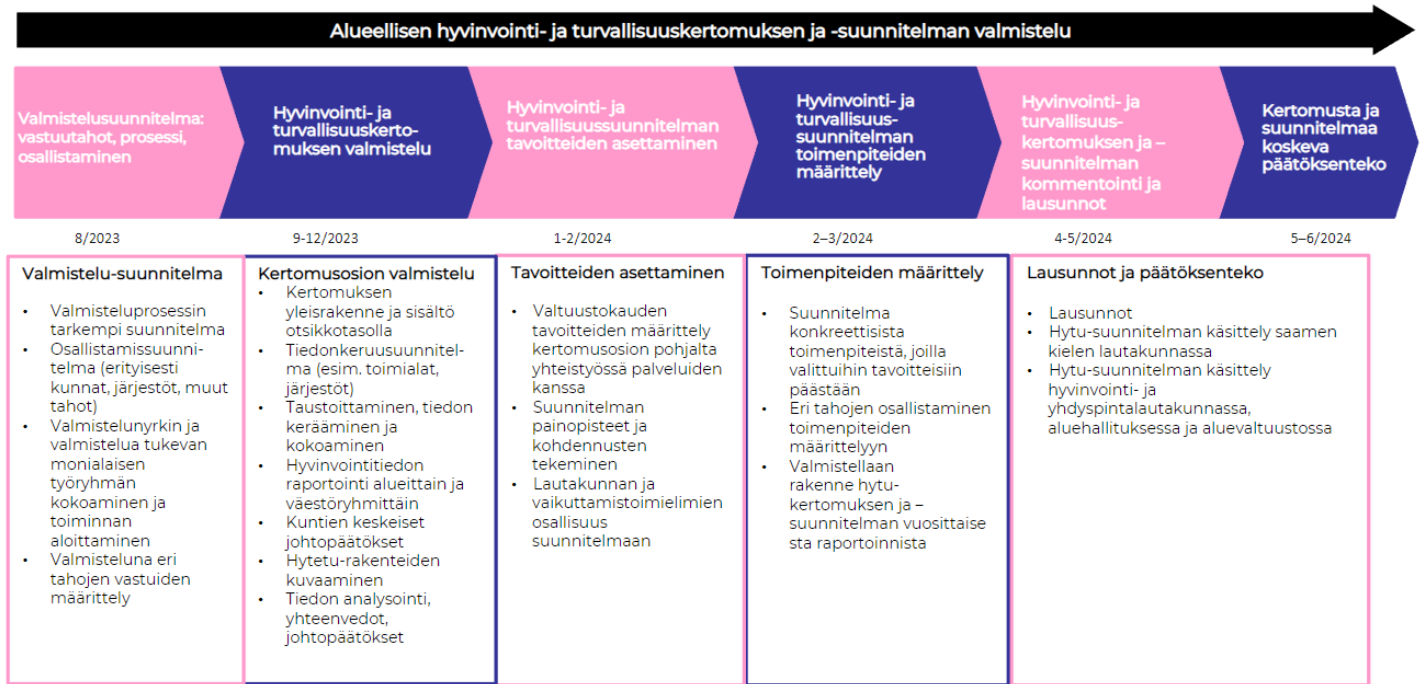 Alueellisen hyvinvointi- ja turvallisuuskertomuksen ja -suunnitelman valmistelu
Valmistelusuunnitelma:
vastuutahot, prosessi,
osallistaminen
Hyvinvointi- ja
turvallisuuskerto-
muksen valmistelu
Hyvinvointi- ja
turvallisuussuunnitelman
tavoitteiden asettaminen
Hyvinvointi- ja
turvallisuus-
suunnitelman
toimenpiteiden
määrittely
Hyvinvointi- ja
turvallisuus-
kertomuksen ja –
suunnitelman
kommentointi ja
lausunnot
Kertomusta ja
suunnitelmaa
koskeva
päätöksenteko
8/2023
9-12/2023
1-2/2024
2–3/2024
4-5/2024
5–6/2024
Valmistelu-suunnitelma
• Valmisteluprosessin
tarkempi suunnitelma
• Osallistamissuunni-
telma (erityisesti
kunnat, järjestöt, muut
tahot)
• Valmistelunyrkin ja
valmistelua tukevan
monialaisen
työryhmän
kokoaminen ja
toiminnan
aloittaminen
• Valmisteluna eri
tahojen vastuiden
määrittely
Kertomusosion valmistelu
• Kertomuksen
yleisrakenne ja sisältö
otsikkotasolla
• Tiedonkeruusuunnitel-
ma (esim. toimialat,
järjestöt)
• Taustoittaminen, tiedon
kerääminen ja
kokoaminen
• Hyvinvointitiedon
raportointi alueittain ja
väestöryhmittäin
• Kuntien keskeiset
johtopäätökset
• Hytetu-rakenteiden
kuvaaminen
• Tiedon analysointi,
yhteenvedot,
johtopäätökset
Tavoitteiden asettaminen
• Valtuustokauden
tavoitteiden määrittely
kertomusosion pohjalta
yhteistyössä palveluiden
kanssa
• Suunnitelman
painopisteet ja
kohdennusten
tekeminen
• Lautakunnan ja
vaikuttamistoimielimien
osallisuus
suunnitelmaan
Toimenpiteiden määrittely
• Suunnitelma
konkreettisista
toimenpiteistä, joilla
valittuihin tavoitteisiin
päästään
• Eri tahojen osallistaminen
toimenpiteiden
määrittelyyn
• Valmistellaan
rakenne hytu-
kertomuksen ja –
suunnitelman vuosittaise
sta raportoinnista
Lausunnot ja päätöksenteko
• Lausunnot
• Hytu-suunnitelman käsittely saamen
kielen lautakunnassa
• Hytu-suunnitelman käsittely
hyvinvointi- ja
yhdyspintalautakunnassa,
aluehallituksessa ja aluevaltuustossa